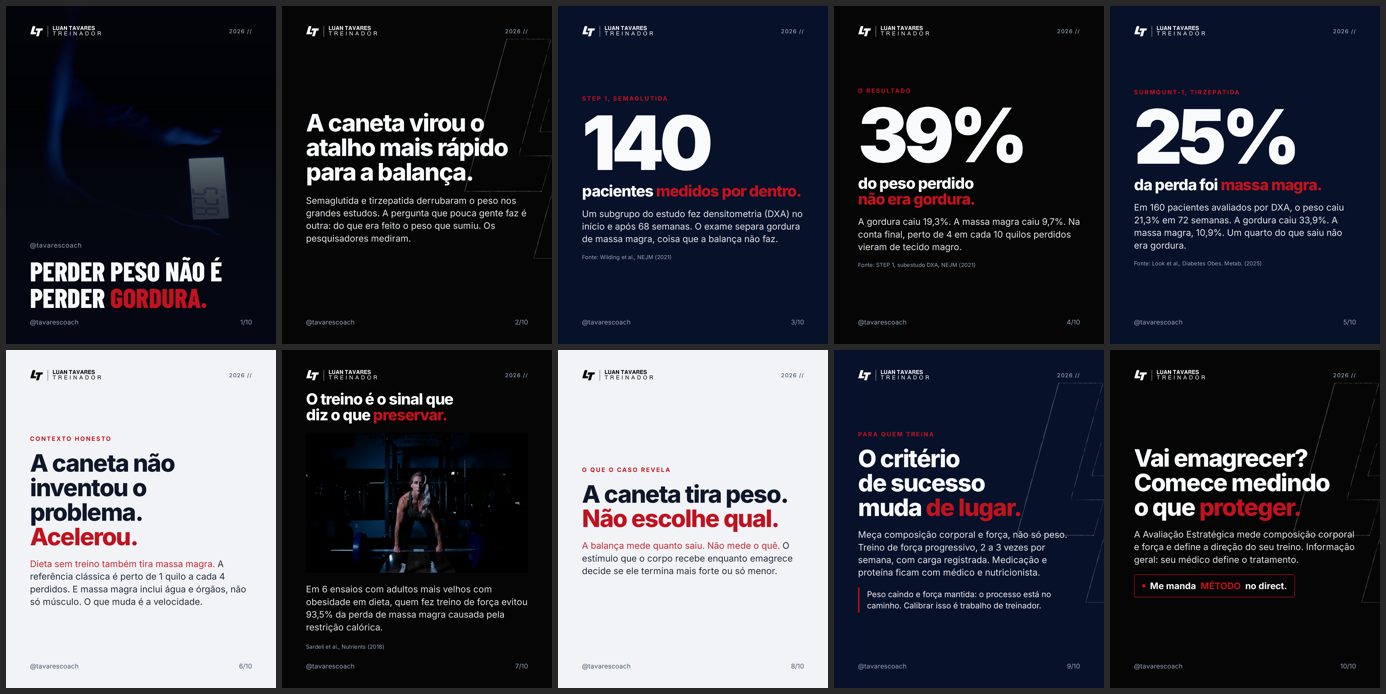 LT LUAN TAVARES
TREINADOR
2026 //
@tavarescoach
PERDER PESO NÃO É
PERDER GORDURA.
@tavarescoach
1/10
LT LUAN TAVARES
TREINADOR
2026 //
A caneta virou o
atalho mais rápido
para a balança.
Semaglutida e tirzepatida derrubaram o peso nos
grandes estudos. A pergunta que pouca gente faz é
outra: do que era feito o peso que sumiu. Os
pesquisadores mediram.
@tavarescoach
2/10
LT LUAN TAVARES
TREINADOR
2026 //
STEP 1, SEMAGLUTIDA
140
pacientes medidos por dentro.
Um subgrupo do estudo fez densitometria (DXA) no
início e após 68 semanas. O exame separa gordura
de massa magra, coisa que a balança não faz.
Fonte: Wilding et al., NEJM (2021)
@tavarescoach
3/10
LT LUAN TAVARES
TREINADOR
2026 //
O RESULTADO
39%
do peso perdido
não era gordura.
A gordura caiu 19,3%. A massa magra caiu 9,7%. Na
conta final, perto de 4 em cada 10 quilos perdidos
vieram de tecido magro.
Fonte: STEP 1, subestudo DXA, NEJM (2021)
@tavarescoach
4/10
LT LUAN TAVARES
TREINADOR
2026 //
SURMOUNT-1, TIRZEPATIDA
25%
da perda foi massa magra.
Em 160 pacientes avaliados por DXA, o peso caiu
21,3% em 72 semanas. A gordura caiu 33,9%. A
massa magra, 10,9%. Um quarto do que saiu não
era gordura.
Fonte: Look et al., Diabetes Obes. Metab. (2025)
@tavarescoach
5/10
LT LUAN TAVARES
TREINADOR
2026 //
CONTEXTO HONESTO
A caneta não
inventou o
problema.
Acelerou.
Dieta sem treino também tira massa magra. A
referência clássica é perto de 1 quilo a cada 4
perdidos. E massa magra inclui água e órgãos, não
só músculo. O que muda é a velocidade.
@tavarescoach
6/10
LT LUAN TAVARES
TREINADOR
2026 //
O treino é o sinal que
diz o que preservar.
Em 6 ensaios com adultos mais velhos com
obesidade em dieta, quem fez treino de força evitou
93,5% da perda de massa magra causada pela
restrição calórica.
Sardeli et al., Nutrients (2018)
@tavarescoach
7/10
LT LUAN TAVARES
TREINADOR
2026 //
O QUE O CASO REVELA
A caneta tira peso.
Não escolhe qual.
A balança mede quanto saiu. Não mede o quê. O
estímulo que o corpo recebe enquanto emagrece
decide se ele termina mais forte ou só menor.
@tavarescoach
8/10
LT LUAN TAVARES
TREINADOR
2026 //
PARA QUEM TREINA
O critério
de sucesso
muda de lugar.
Meça composição corporal e força, não só peso.
Treino de força progressivo, 2 a 3 vezes por
semana, com carga registrada. Medicação e
proteína ficam com médico e nutricionista.
Peso caindo e força mantida: o processo está no
caminho. Calibrar isso é trabalho de treinador.
@tavarescoach
9/10
LT LUAN TAVARES
TREINADOR
2026 //
Vai emagrecer?
Comece medindo
o que proteger.
A Avaliação Estratégica mede composição corporal
e força e define a direção do seu treino. Informação
geral: seu médico define o tratamento.
• Me manda MÉTODO no direct.
@tavarescoach
10/10